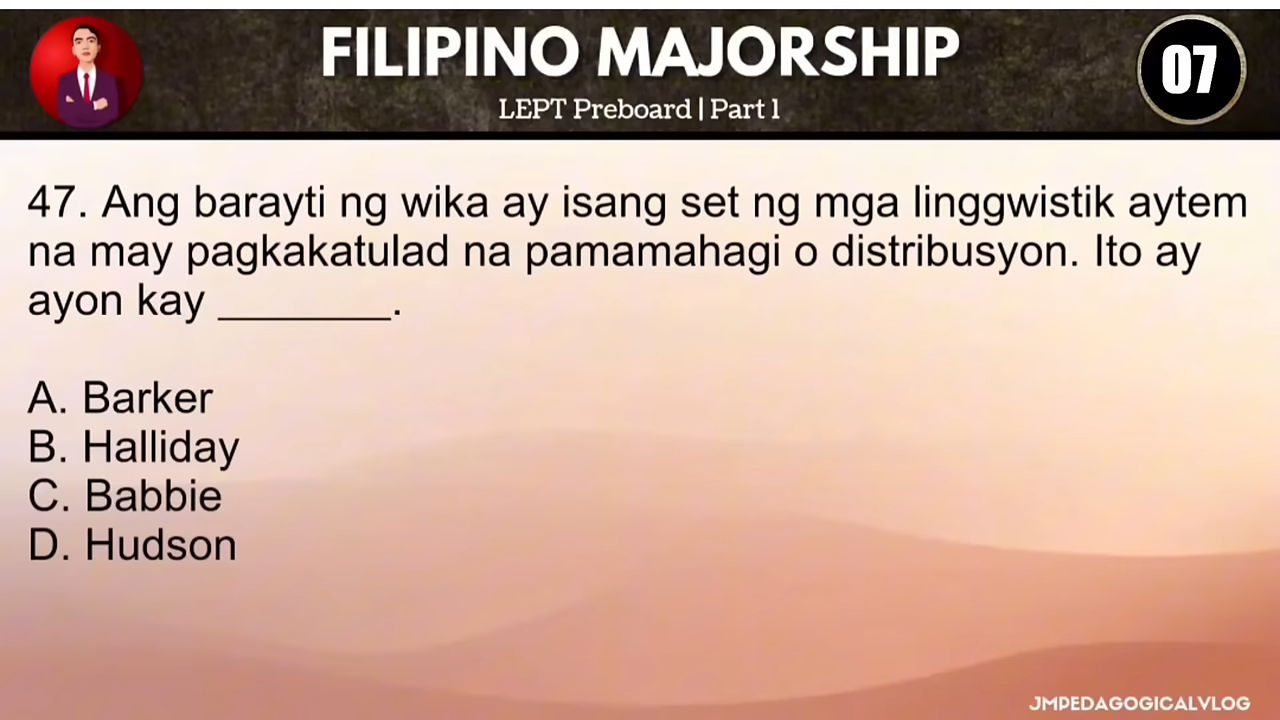 FILIPINO MAJORSHIP
LEPT Preboard | Part 1
07
47. Ang barayti ng wika ay isang set ng mga linggwistik aytem
na may pagkakatulad na pamamahagi o distribusyon. Ito ay
ayon kay ________.
A. Barker
B. Halliday
C. Babbie
D. Hudson
JMPEDAGOGICALVLOG